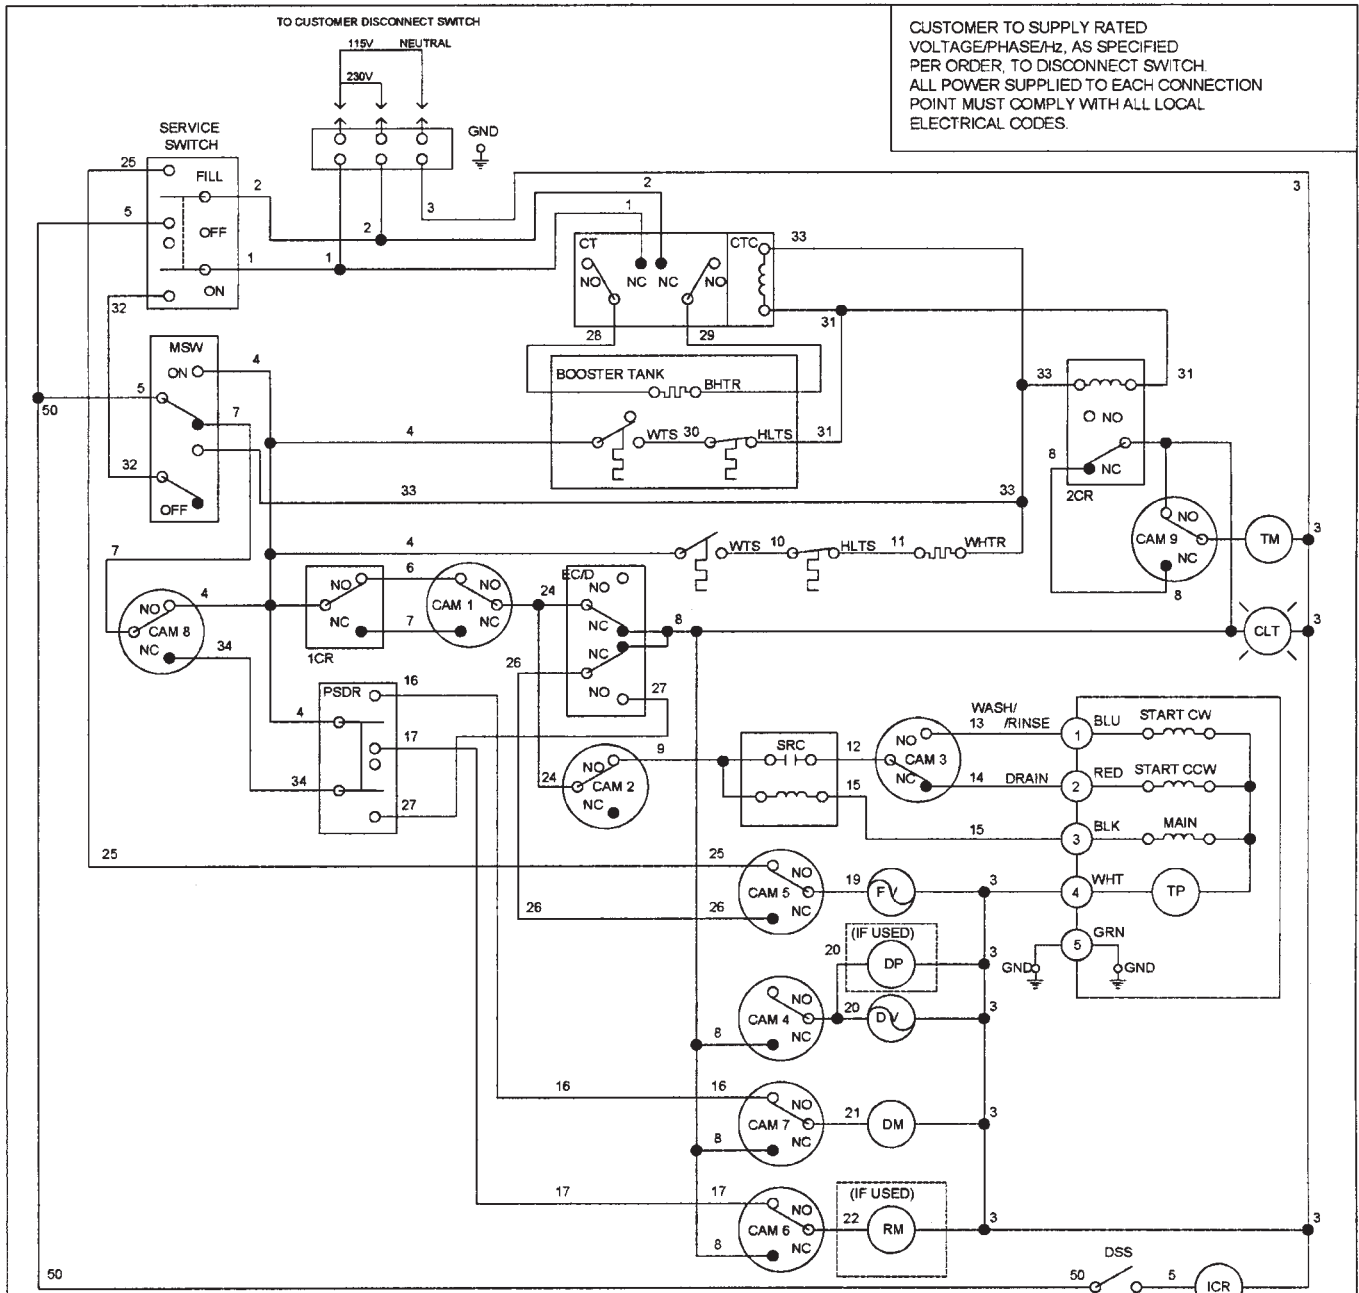 TO CUSTOMER DISCONNECT SWITCH
115V NEUTRAL
230V
CUSTOMER TO SUPPLY RATED
VOLTAGE/PHASE/Hz, AS SPECIFIED
PER ORDER, TO DISCONNECT SWITCH.
ALL POWER SUPPLIED TO EACH CONNECTION
POINT MUST COMPLY WITH ALL LOCAL
ELECTRICAL CODES.
SERVICE
SWITCH
GND
25
FILL
2
2
3
5
OFF
3
2
1
1
1
ON
32
CT
NO
NC
NC
NO
CTC
33
31
28
29
MSW
ON
4
5
7
50
32
OFF
BOOSTER TANK
BHTR
4
WTS
30
HLTS
31
33
31
NO
8
NC
2CR
33
33
NO
CAM 9
NC
8
TM
3
7
4
WTS
10
HLTS
11
WHTR
NO
4
CAM 8
NC
34
NO
6
NC
7
1CR
NO
CAM 1
NC
24
EC/D
NO
NC
NC
NO
8
26
27
CLT
3
PSDR
16
4
17
34
27
24
NO
CAM 2
NC
9
SRC
12
15
NO
CAM 3
NC
WASH/
13 /RINSE
14 DRAIN
15
1 BLU START CW
2 RED START CCW
3 BLK MAIN
4 WHT TP
5 GRN
GND
GND
25
25
26
26
NO
CAM 5
NC
19
FV
3
(IF USED)
20
DP
3
NO
CAM 4
NC
8
20
DV
3
16
16
NO
CAM 7
NC
8
21
DM
3
17
17
NO
CAM 6
NC
8
(IF USED)
22
RM
3
3
50
DSS
50
5
ICR